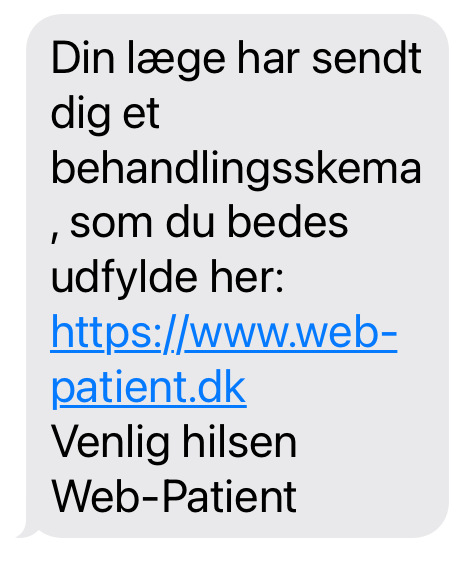 Din læge har sendt
dig et
behandlingsskema
, som du bedes
udfylde her:
https://www.web-
patient.dk
Venlig hilsen
Web-Patient